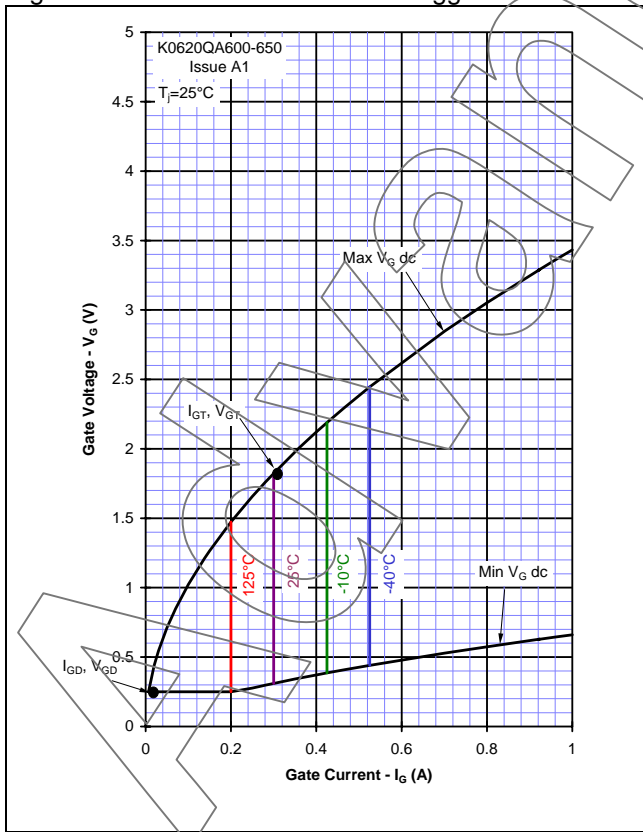 K0620QA600-650
Issue A1
Tj=25°C
5
4.5
4
3.5
3
2.5
2
1.5
1
0.5
0
Gate Voltage - VG (V)
Max VG dc
IGT, VGT
125°C
25°C
-10°C
-40°C
Min VG dc
IGD, VGD
0
0.2
0.4
0.6
0.8
1
Gate Current - IG (A)